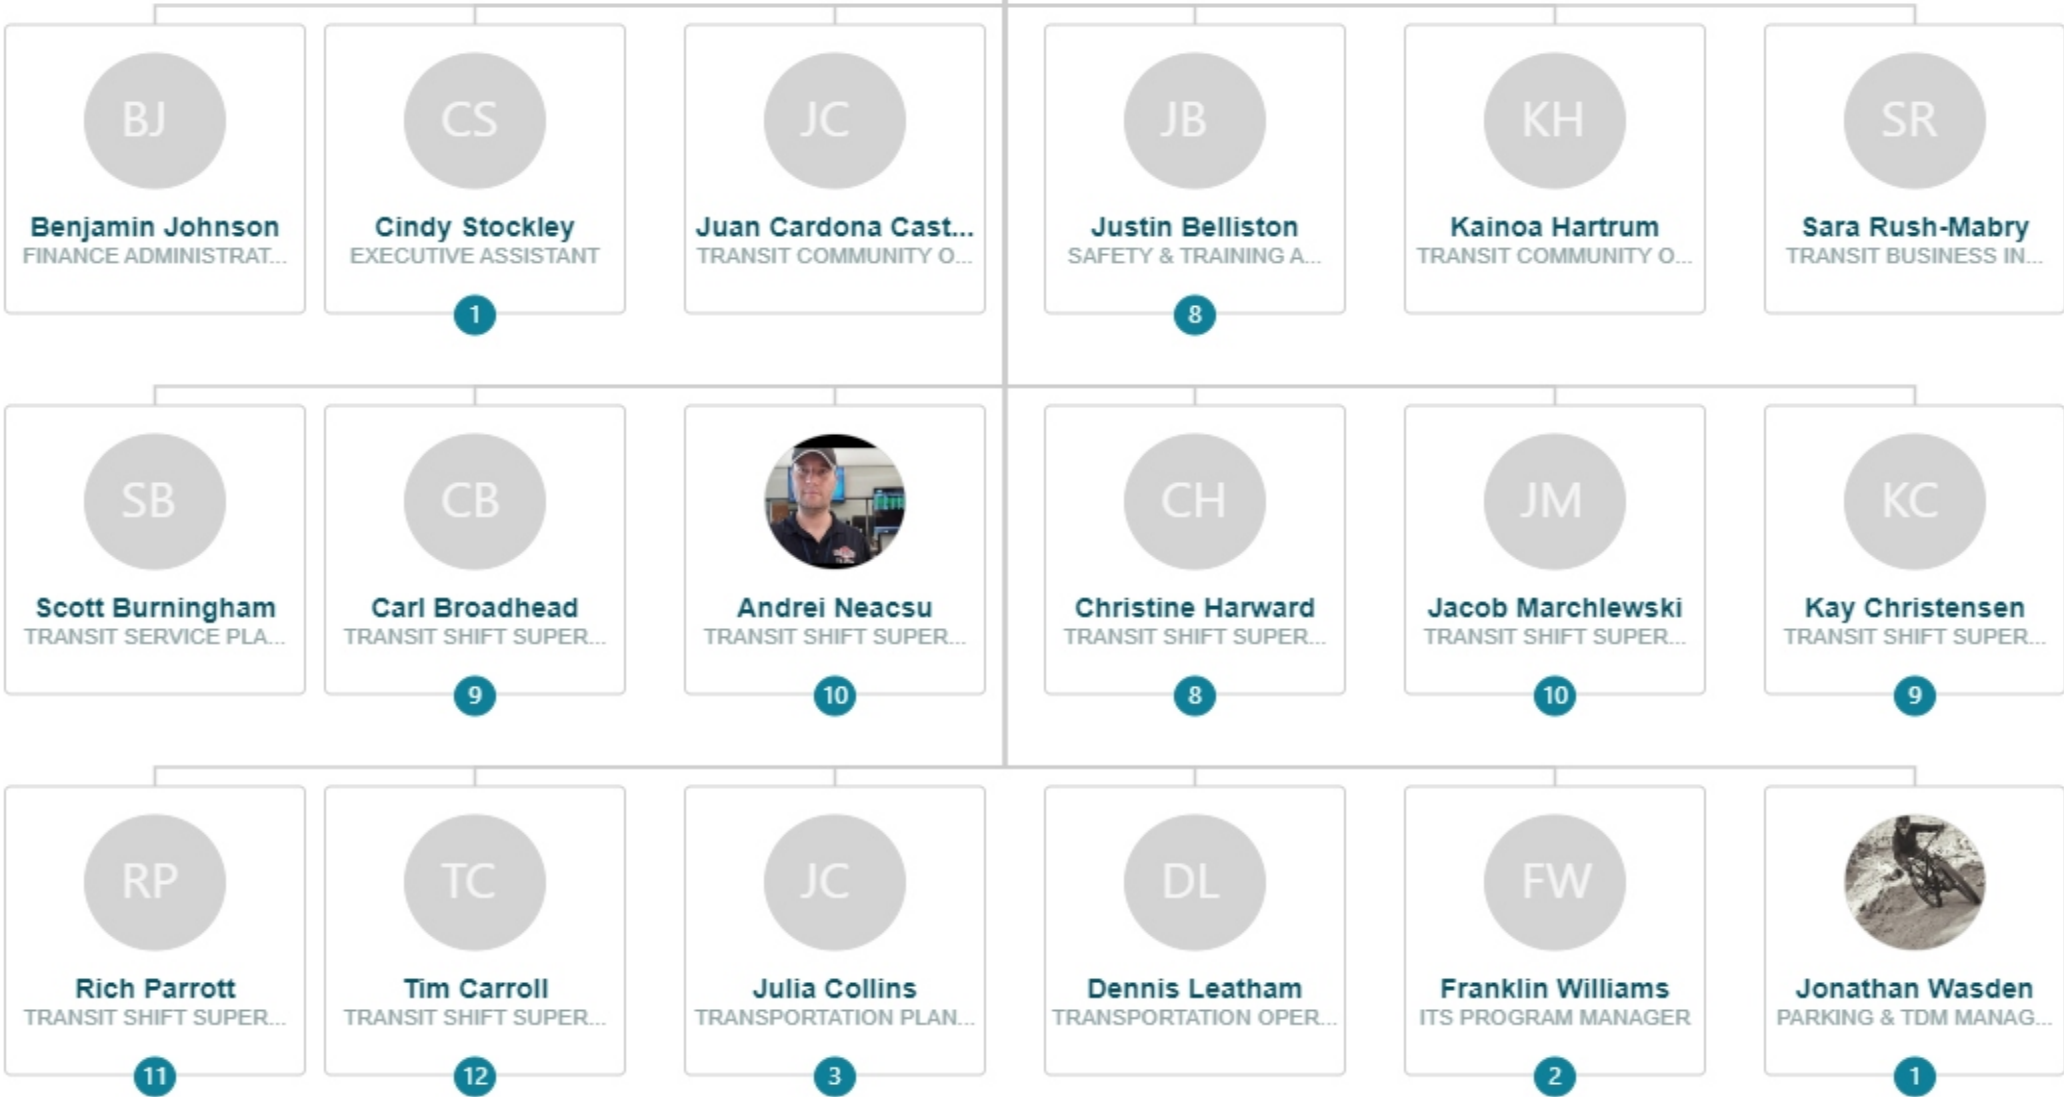 BJ
CS
JC
JB
KH
SR
Benjamin Johnson
FINANCE ADMINISTRAT...
Cindy Stockley
EXECUTIVE ASSISTANT
Juan Cardona Cast...
TRANSIT COMMUNITY O...
Justin Belliston
SAFETY & TRAINING A...
Kainoa Hartrum
TRANSIT COMMUNITY O...
Sara Rush-Mabry
TRANSIT BUSINESS IN...
1
8
SB
CB
CH
JM
KC
Scott Burningham
TRANSIT SERVICE PLA...
Carl Broadhead
TRANSIT SHIFT SUPER...
Andrei Neacsu
TRANSIT SHIFT SUPER...
Christine Harward
TRANSIT SHIFT SUPER...
Jacob Marchlewski
TRANSIT SHIFT SUPER...
Kay Christensen
TRANSIT SHIFT SUPER...
9
10
8
10
9
RP
TC
JC
DL
FW
Rich Parrott
TRANSIT SHIFT SUPER...
Tim Carroll
TRANSIT SHIFT SUPER...
Julia Collins
TRANSPORTATION PLAN...
Dennis Leatham
TRANSPORTATION OPER...
Franklin Williams
ITS PROGRAM MANAGER
Jonathan Wasden
PARKING & TDM MANAG...
11
12
3
2
1